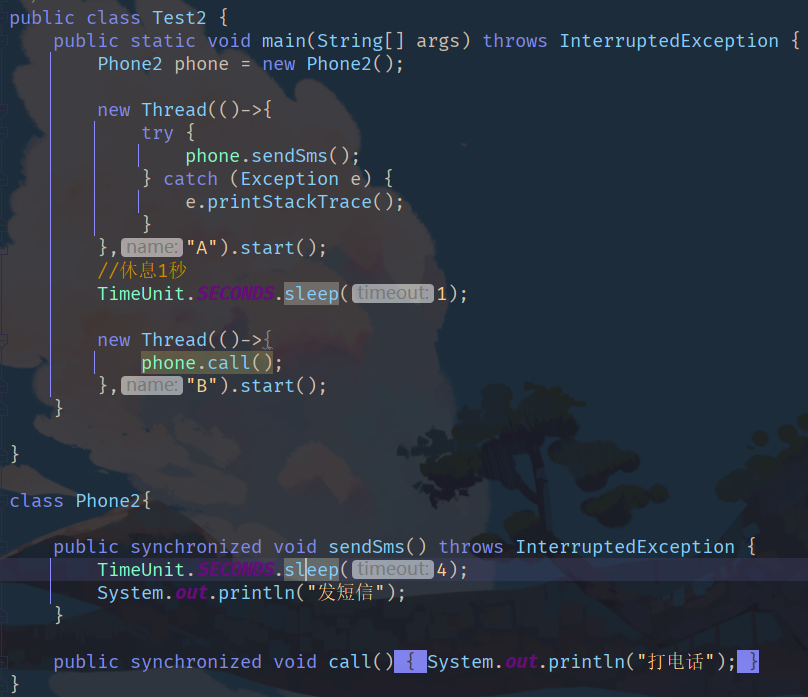 public class Test2 {
    public static void main(String[] args) throws InterruptedException {
        Phone2 phone = new Phone2();
        new Thread(()->{
            try {
                phone.sendSms();
            } catch (Exception e) {
                e.printStackTrace();
            }
        }, name: "A").start();
        //休息1秒
        TimeUnit.SECONDS.sleep( timeout: 1);
        new Thread(()->{
            phone.call();
        }, name: "B").start();
    }
}
class Phone2{
    public synchronized void sendSms() throws InterruptedException {
        TimeUnit.SECONDS.sleep( timeout: 4);
        System.out.println("发短信");
    }
    public synchronized void call() { System.out.println("打电话"); }
}